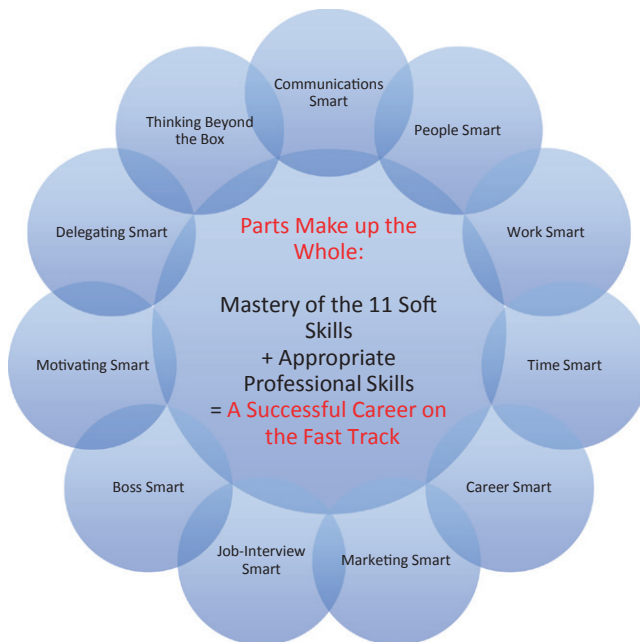 Communications
Smart
People Smart
Work Smart
Time Smart
Career Smart
Marketing Smart
Job-Interview
Smart
Boss Smart
Motivating Smart
Delegating Smart
Thinking Beyond
the Box
Parts Make up the
Whole:
Mastery of the 11 Soft
Skills
+ Appropriate
Professional Skills
= A Successful Career on
the Fast Track